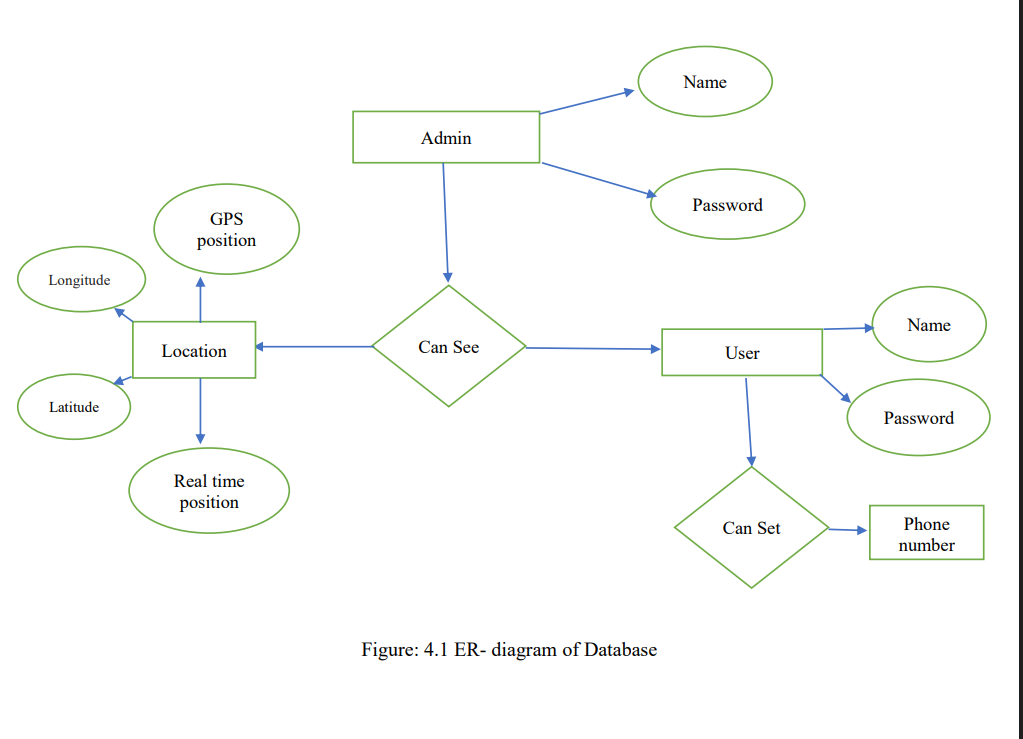 Name
Admin
Password
GPS
position
Longitude
Name
Location
Can See
User
Latitude
Password
Real time
position
Can Set
Phone
number
Figure: 4.1 ER- diagram of Database